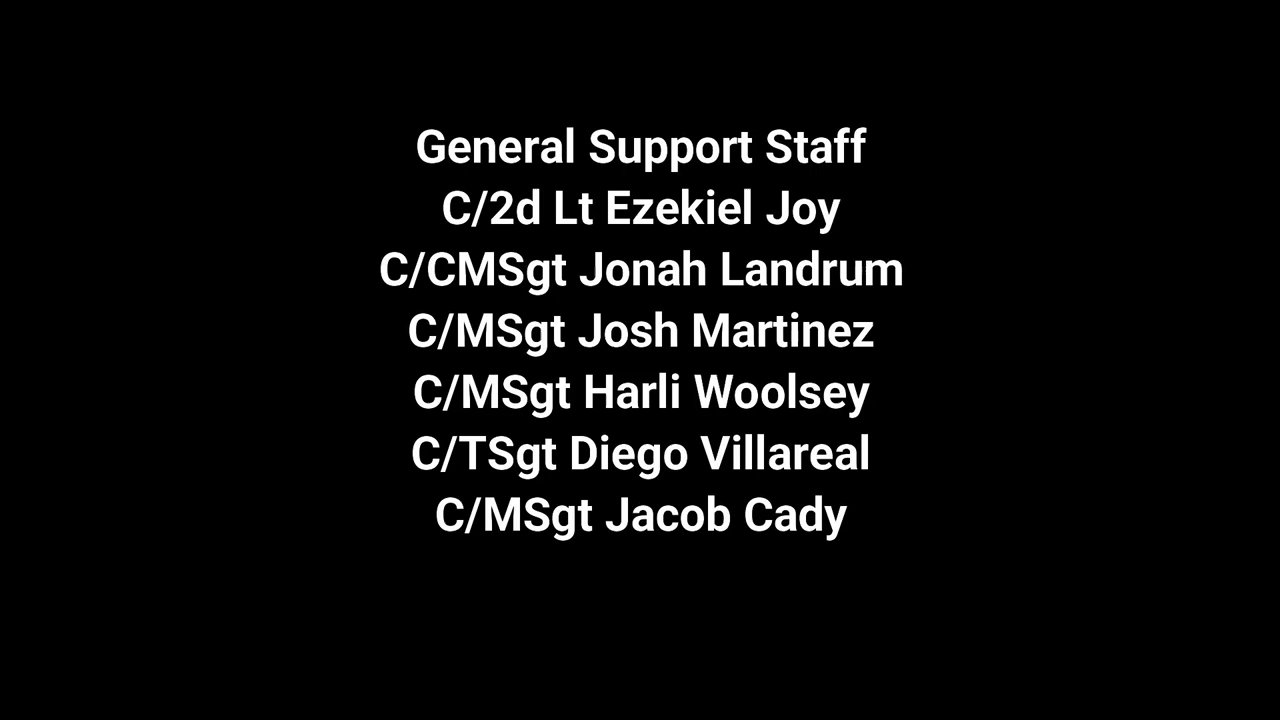 General Support Staff
C/2d Lt Ezekiel Joy
C/CMSgt Jonah Landrum
C/MSgt Josh Martinez
C/MSgt Harli Woolsey
C/TSgt Diego Villareal
C/MSgt Jacob Cady